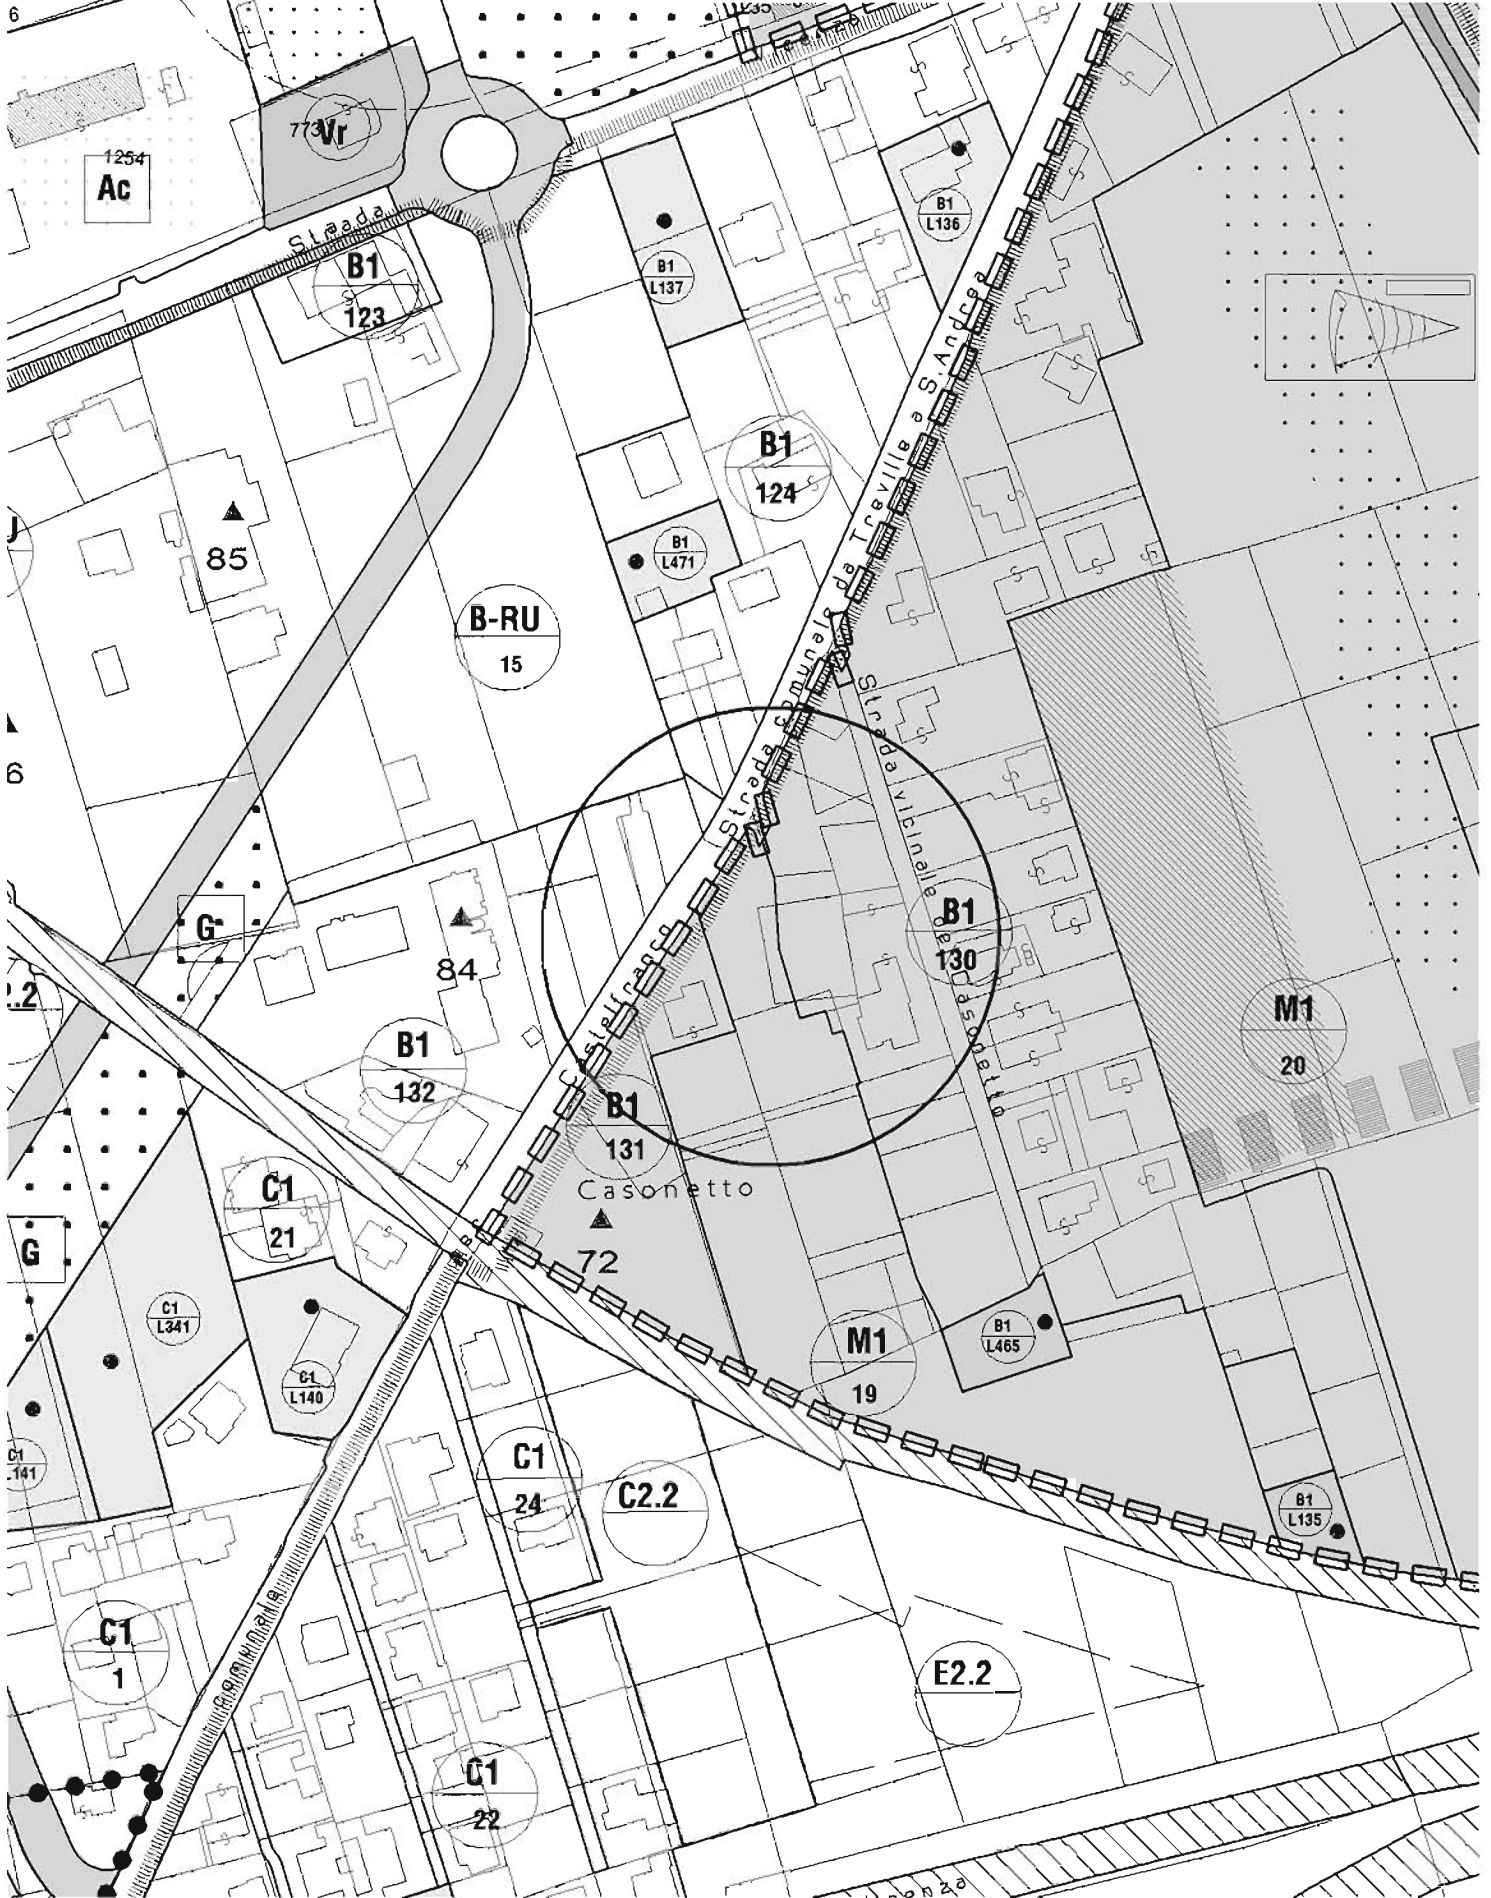 6
L35
773
Vr
1254
Ac
Strada
B1
123
B1
L137
B1
L136
B1
124
B1
L471
85
B-RU
15
6
Strada comunale da Treville a S.Andrea
Strada vicinale del Casonetto
G
84
B1
132
B1
130
B1
131
Casonetto
72
M1
20
C1
21
G
C1
L341
C1
L140
C1
L141
M1
19
B1
L465
B1
L135
C1
24
C2.2
C1
1
Comunale
E2.2
C1
22